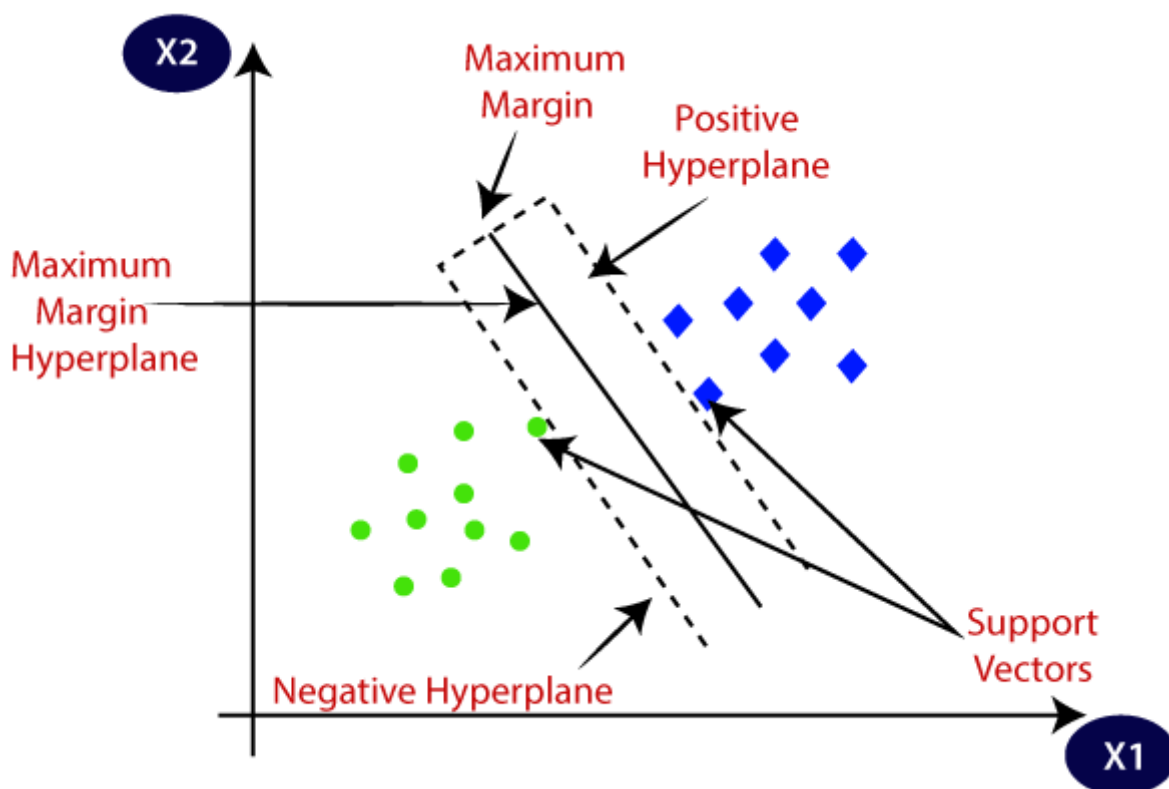 X2
Maximum
Margin
Positive
Hyperplane
Maximum
Margin
Hyperplane
Support
Vectors
Negative Hyperplane
X1